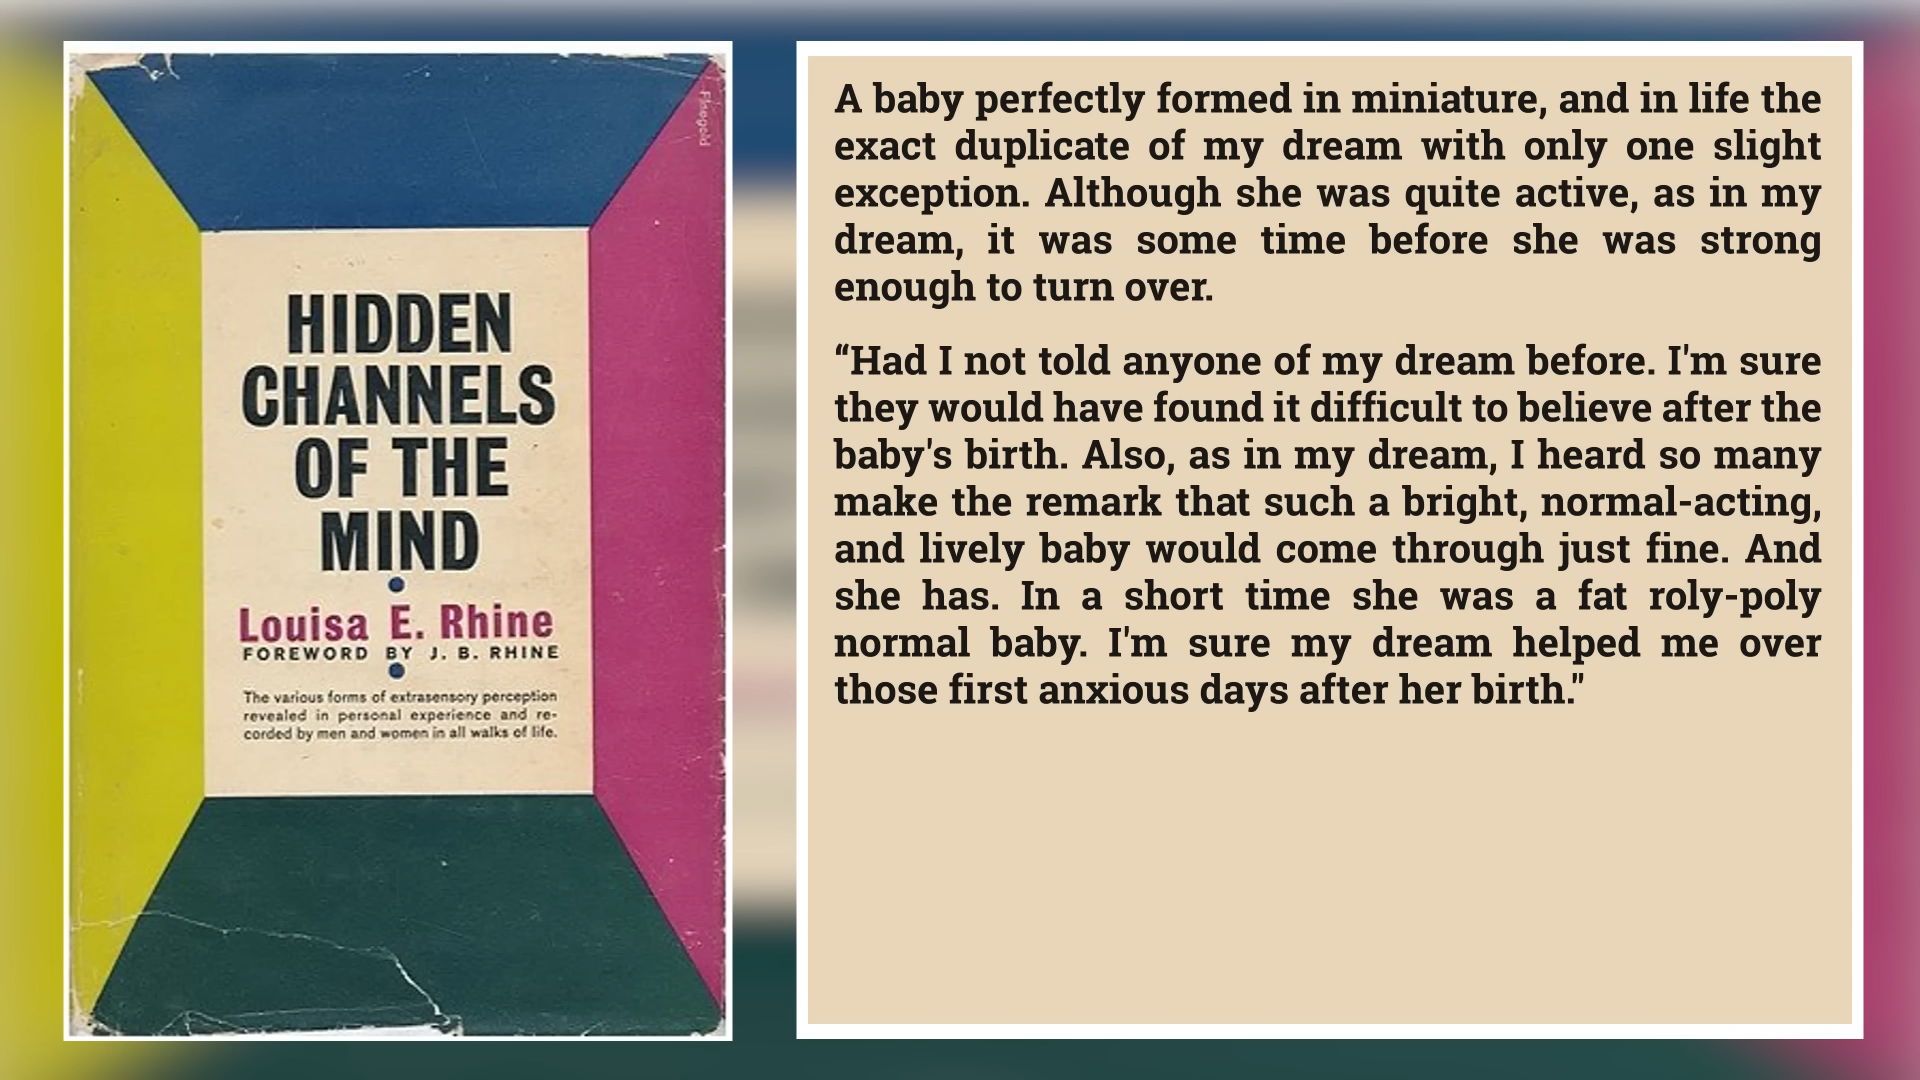 Finegold
HIDDEN
CHANNELS
OF THE
MIND
Louisa E. Rhine
FOREWORD BY J. B. RHINE
The various forms of extrasensory perception
revealed in personal experience and re-
corded by men and women in all walks of life.
A baby perfectly formed in miniature, and in life the
exact duplicate of my dream with only one slight
exception. Although she was quite active, as in my
dream, it was some time before she was strong
enough to turn over.
“Had I not told anyone of my dream before. I'm sure
they would have found it difficult to believe after the
baby's birth. Also, as in my dream, I heard so many
make the remark that such a bright, normal-acting,
and lively baby would come through just fine. And
she has. In a short time she was a fat roly-poly
normal baby. I'm sure my dream helped me over
those first anxious days after her birth.”